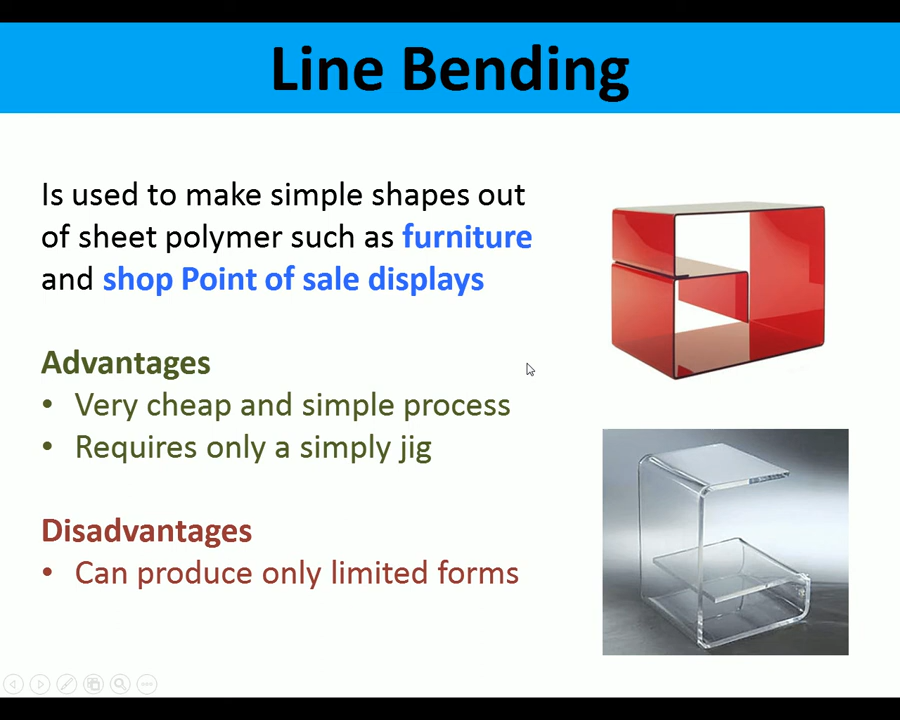 Line Bending
Is used to make simple shapes out
of sheet polymer such as furniture
and shop Point of sale displays
Advantages
• Very cheap and simple process
• Requires only a simply jig
Disadvantages
• Can produce only limited forms